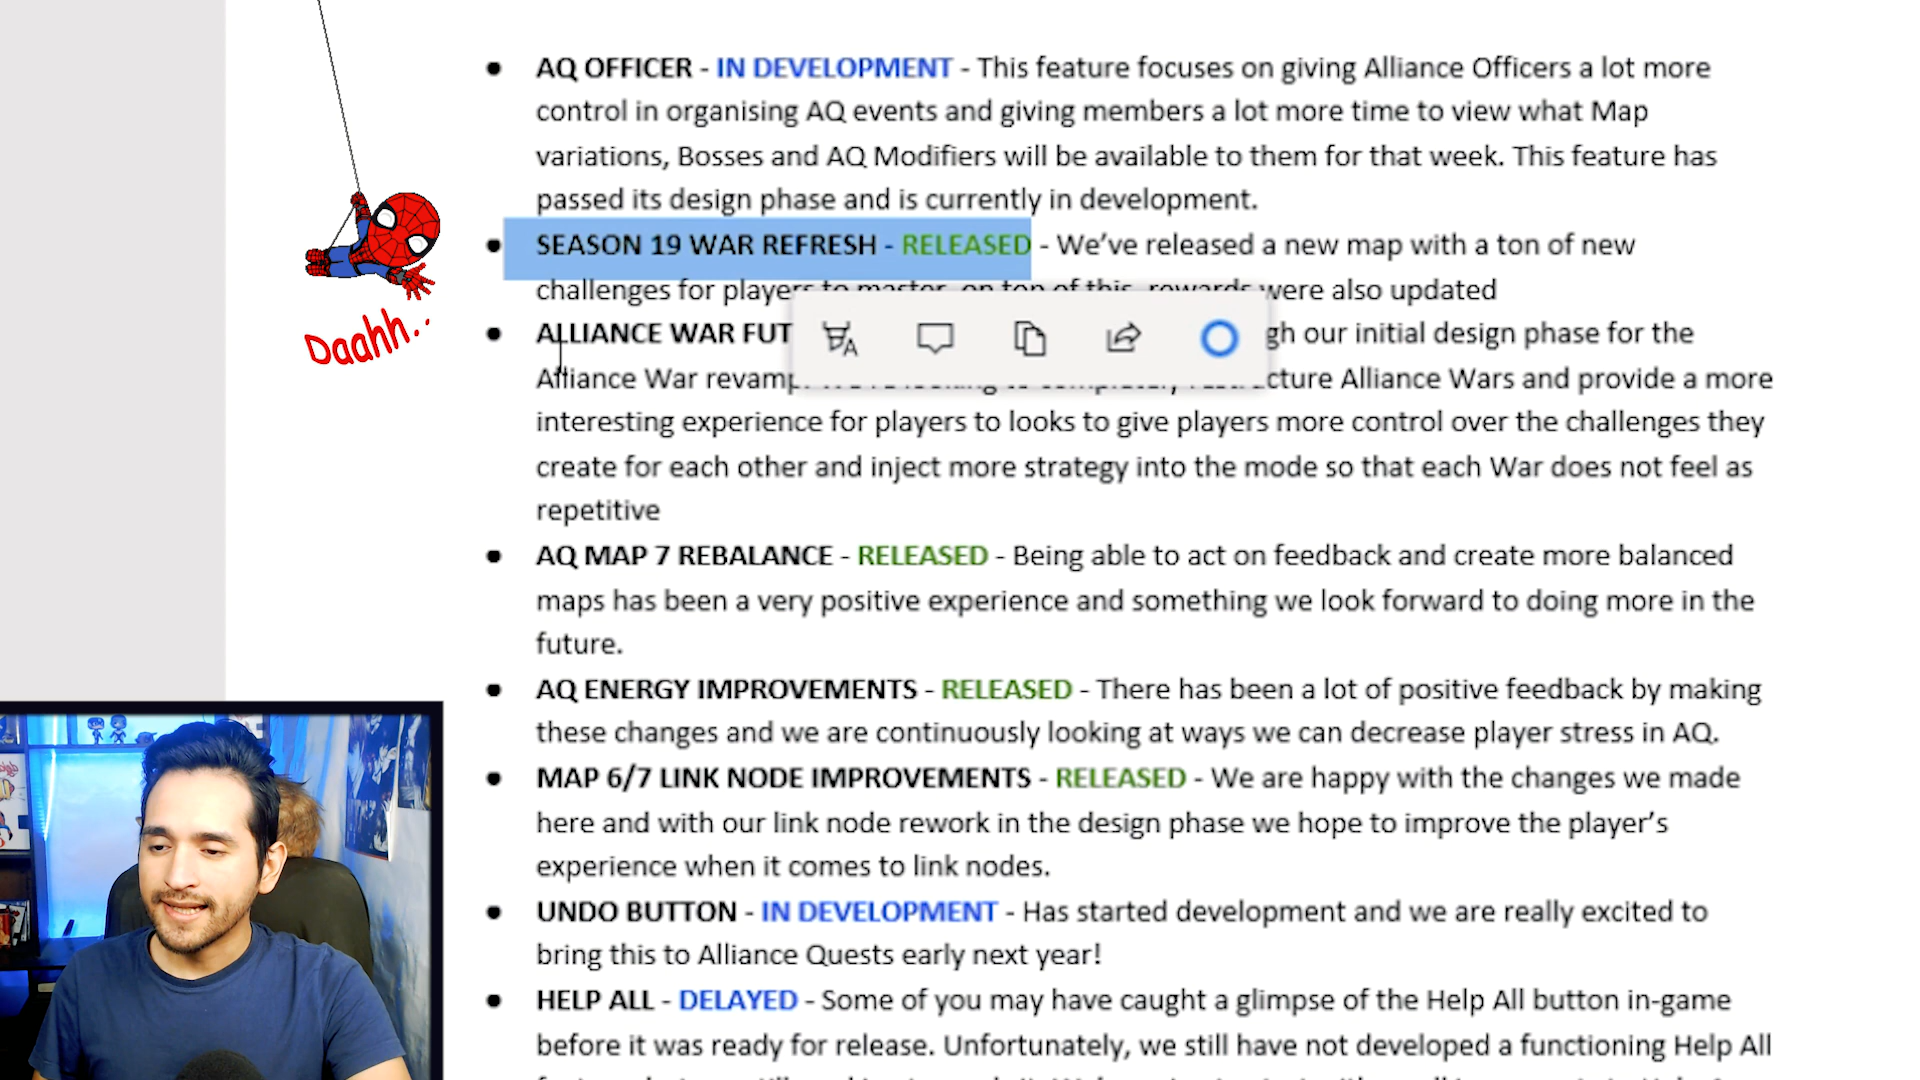 AQ OFFICER - IN DEVELOPMENT - This feature focuses on giving Alliance Officers a lot more
control in organising AQ events and giving members a lot more time to view what Map
variations, Bosses and AQ Modifiers will be available to them for that week. This feature has
passed its design phase and is currently in development.
SEASON 19 WAR REFRESH - RELEASED - We've released a new map with a ton of new
challenges for players to master, on top of this, rewards were also updated
Daahh..
ALLIANCE WAR our initial design phase for the
Alliance War Alliance Wars and provide a more
interesting experience for players to looks to give players more control over the challenges they
create for each other and inject more strategy into the mode so that each War does not feel as
repetitive
AQ MAP 7 REBALANCE - RELEASED - Being able to act on feedback and create more balanced
maps has been a very positive experience and something we look forward to doing more in the
future.
AQ ENERGY IMPROVEMENTS - RELEASED - There has been a lot of positive feedback by making
these changes and we are continuously looking at ways we can decrease player stress in AQ.
MAP 6/7 LINK NODE IMPROVEMENTS - RELEASED - We are happy with the changes we made
here and with our link node rework in the design phase we hope to improve the player's
experience when it comes to link nodes.
UNDO BUTTON - IN DEVELOPMENT - Has started development and we are really excited to
bring this to Alliance Quests early next year!
HELP ALL - DELAYED - Some of you may have caught a glimpse of the Help All button in-game
before it was ready for release. Unfortunately, we still have not developed a functioning Help All